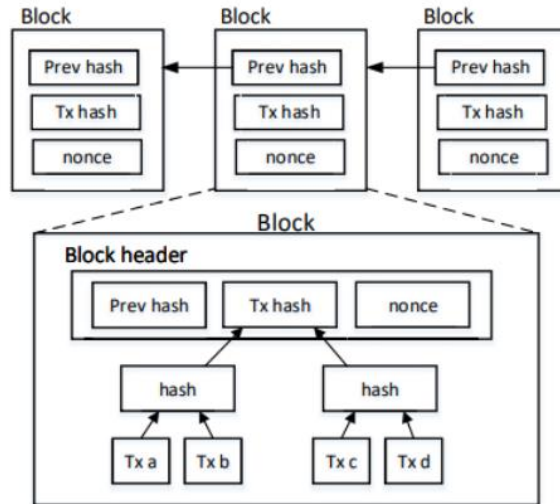 Block Block Block
Prev hash Prev hash Prev hash
Tx hash Tx hash Tx hash
nonce nonce nonce
Block
Block header
Prev hash Tx hash nonce
hash hash
Tx a Tx b Tx c Tx d